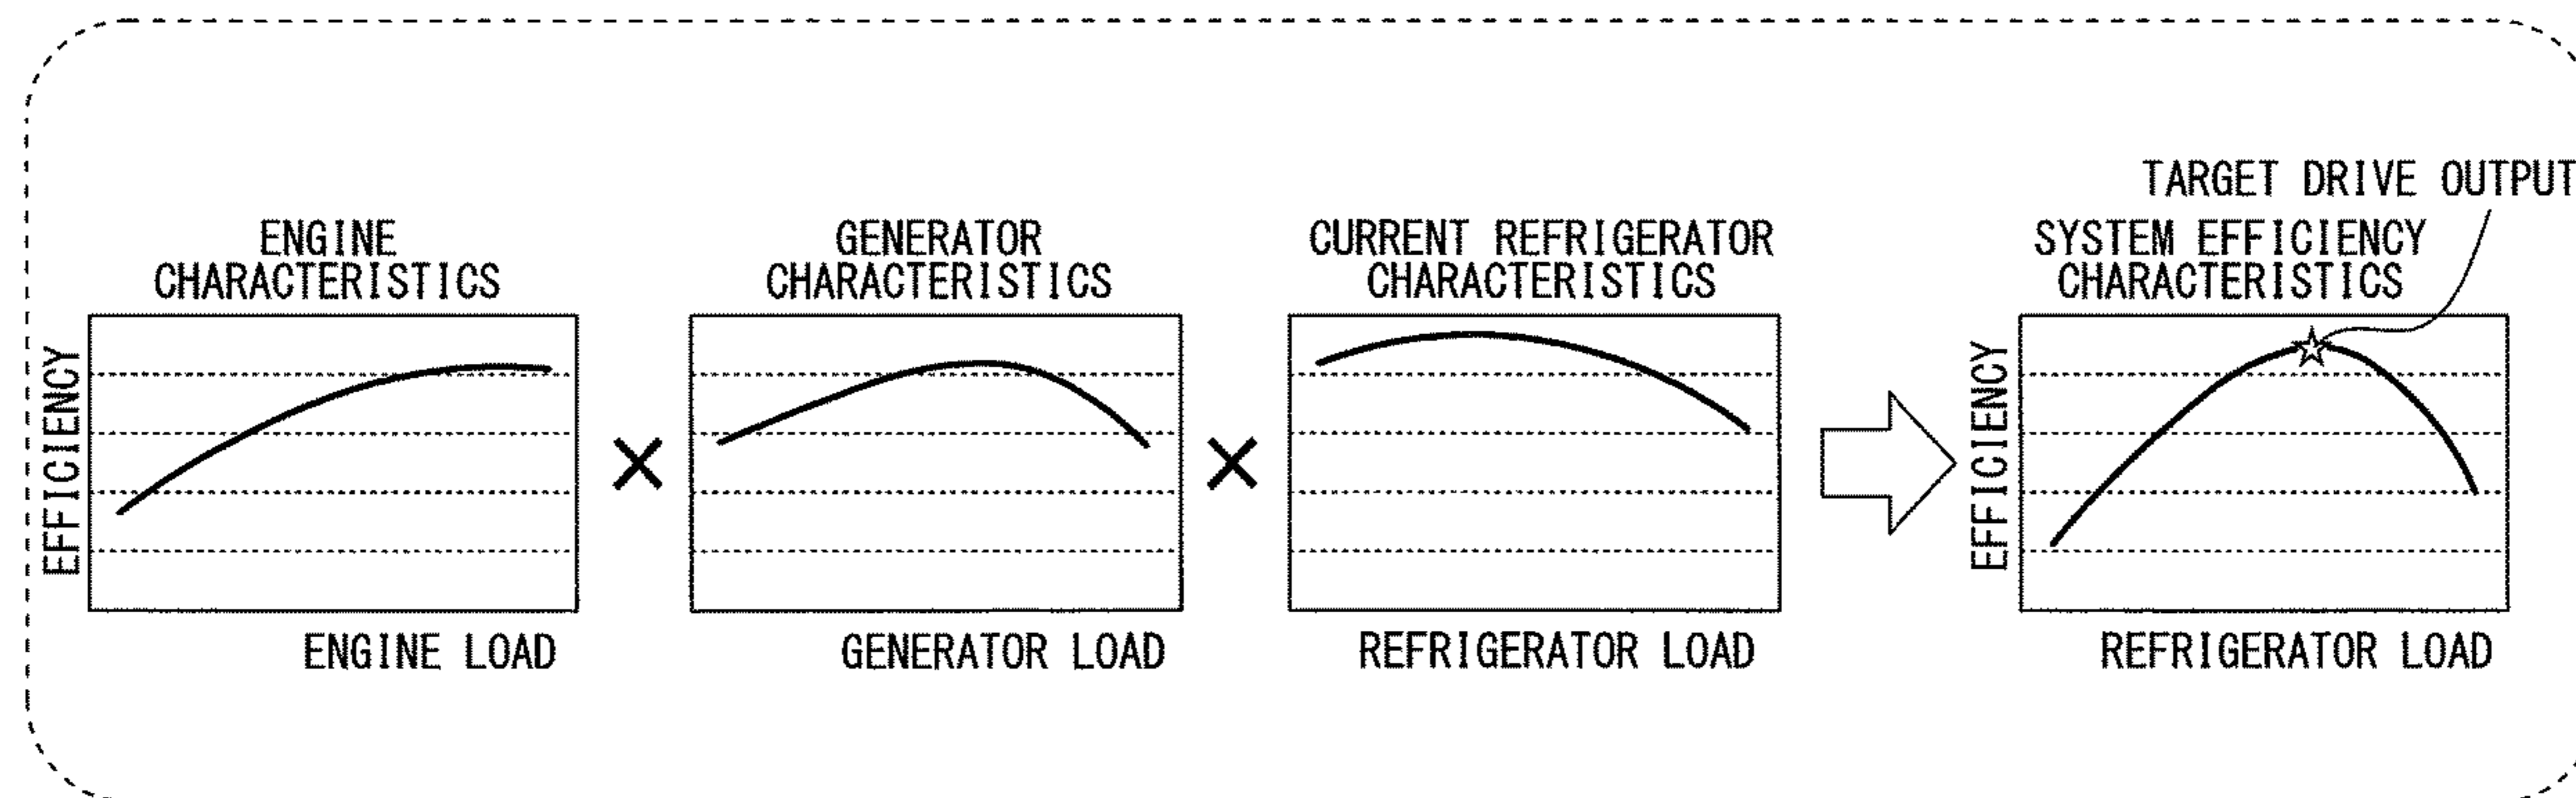 TARGET DRIVE OUTPUT
ENGINE
CHARACTERISTICS
GENERATOR
CHARACTERISTICS
CURRENT REFRIGERATOR
CHARACTERISTICS
SYSTEM EFFICIENCY
CHARACTERISTICS
EFFICIENCY
×
×
EFFICIENCY
ENGINE LOAD
GENERATOR LOAD
REFRIGERATOR LOAD
REFRIGERATOR LOAD